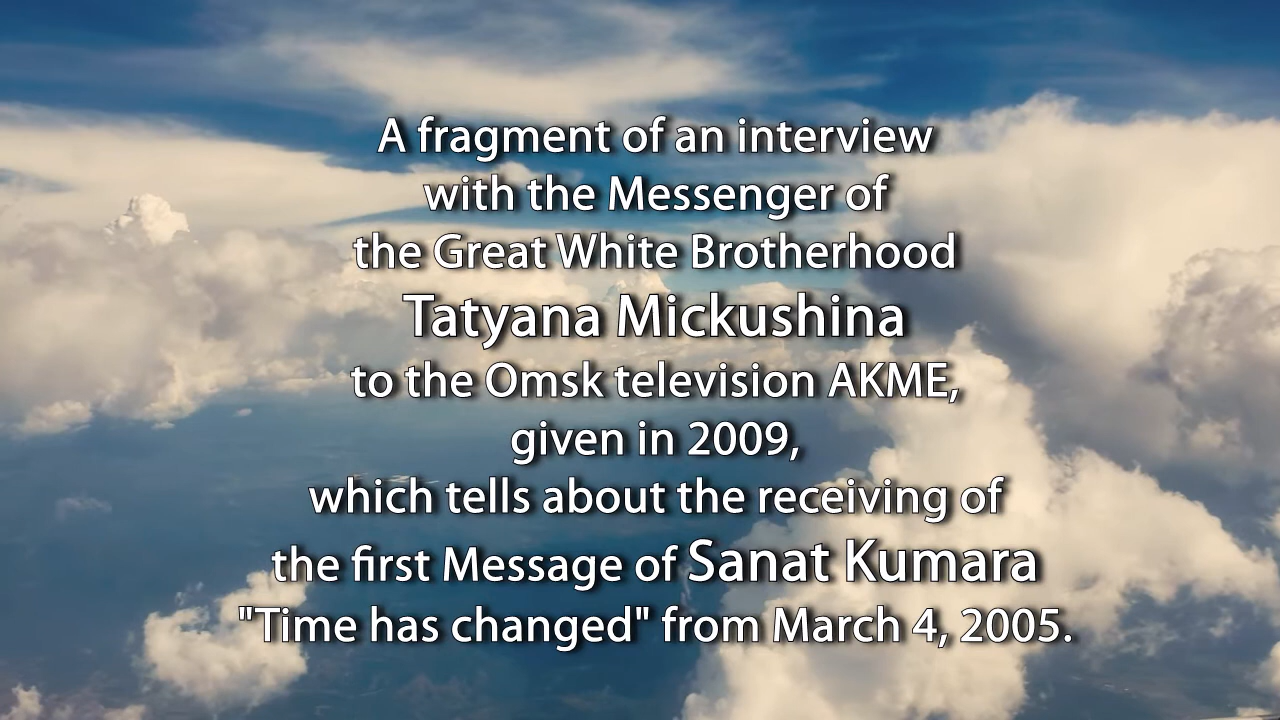 A fragment of an interview
with the Messenger of
the Great White Brotherhood
Tatyana Mickushina
to the Omsk television AKME,
given in 2009,
which tells about the receiving of
the first Message of Sanat Kumara
"Time has changed" from March 4, 2005.